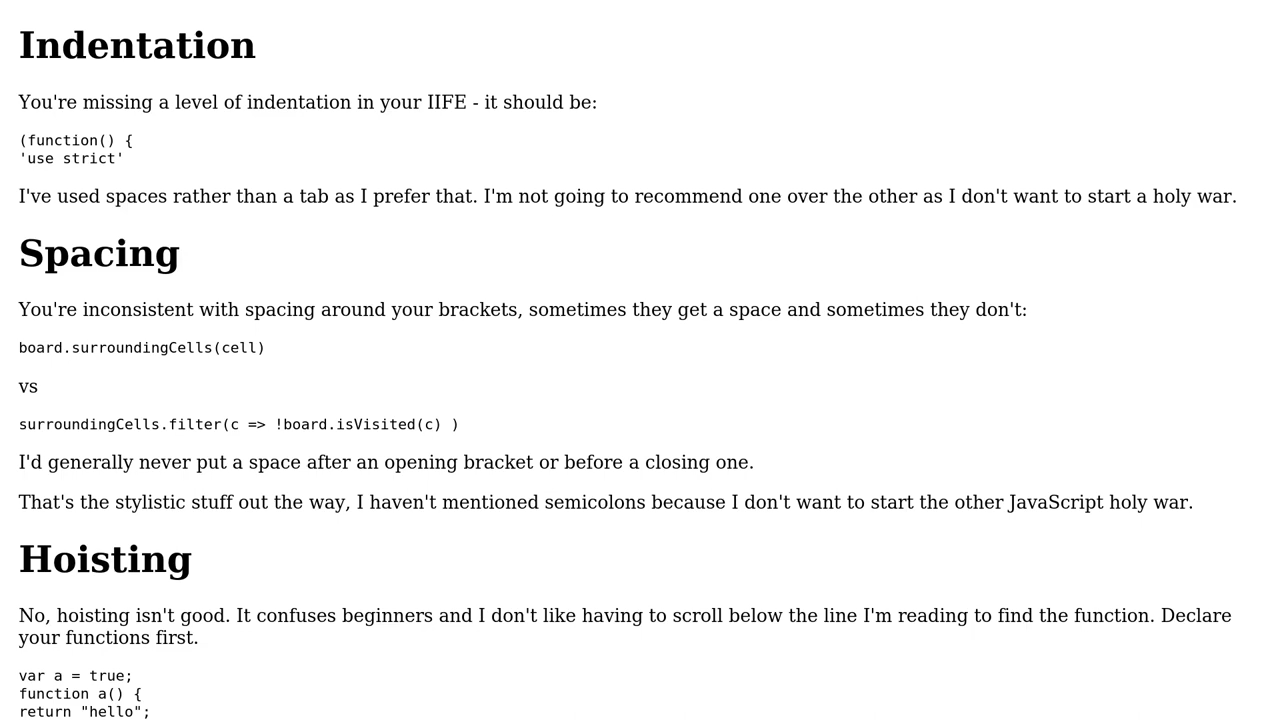 Indentation
You're missing a level of indentation in your IIFE - it should be:
(function() {
'use strict'
I've used spaces rather than a tab as I prefer that. I'm not going to recommend one over the other as I don't want to start a holy war.
Spacing
You're inconsistent with spacing around your brackets, sometimes they get a space and sometimes they don't:
board.surroundingCells(cell)
vs
surroundingCells.filter(c => !board.isVisited(c) )
I'd generally never put a space after an opening bracket or before a closing one.
That's the stylistic stuff out the way, I haven't mentioned semicolons because I don't want to start the other JavaScript holy war.
Hoisting
No, hoisting isn't good. It confuses beginners and I don't like having to scroll below the line I'm reading to find the function. Declare
your functions first.
var a = true;
function a() {
return "hello";